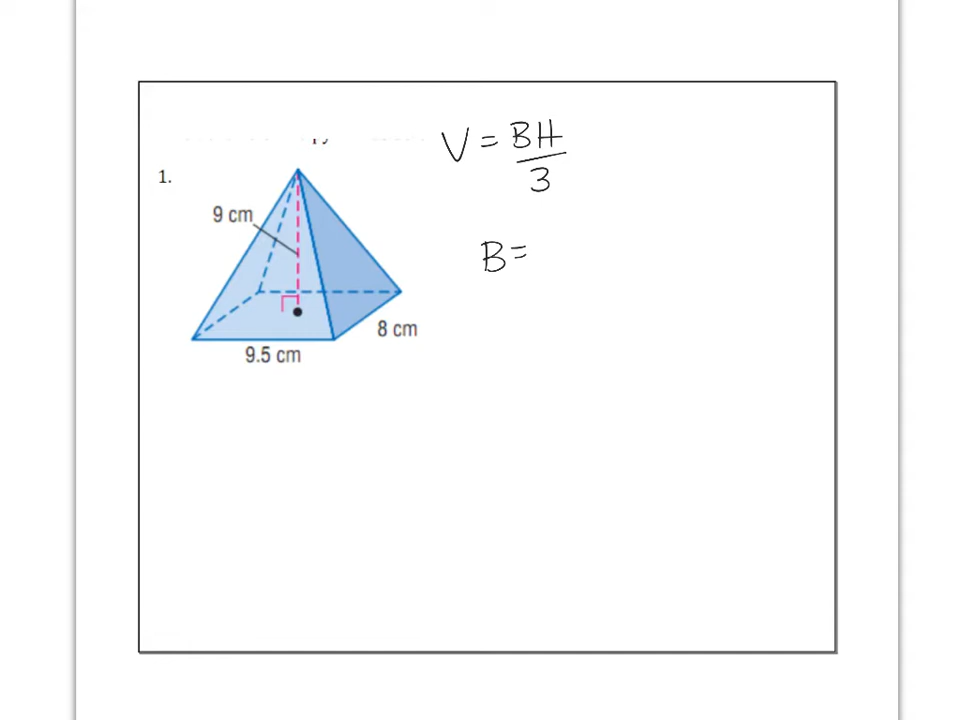 V = BH/3
1.
9 cm
B =
8 cm
9.5 cm